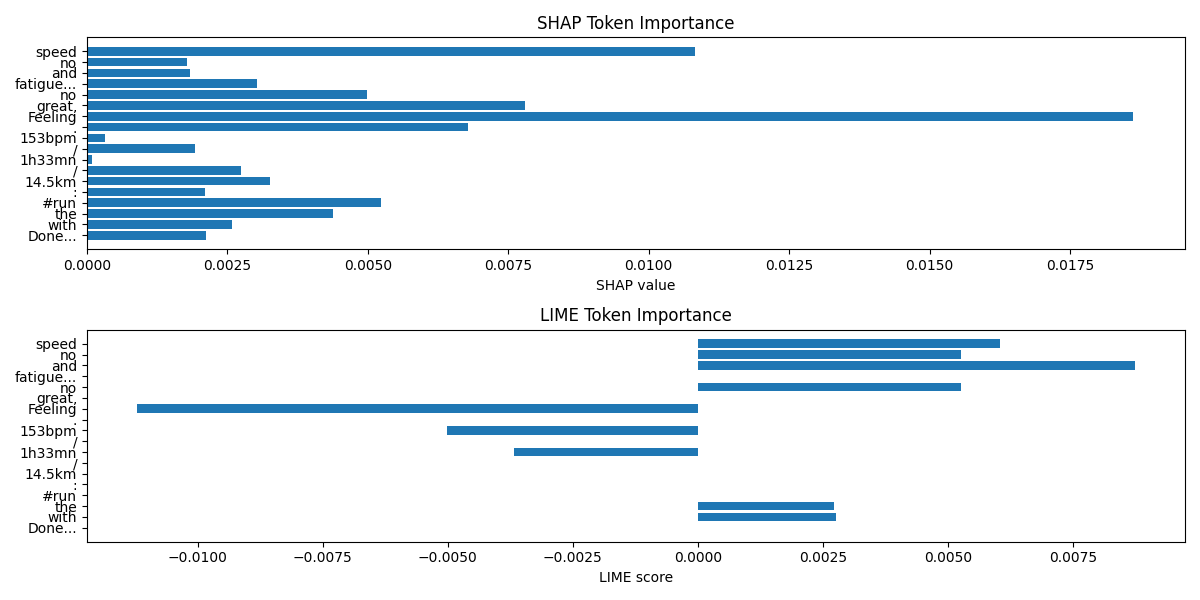 SHAP Token Importance
speed
no
and
fatigue...
no
great,
Feeling
.
153bpm
/
1h33mn
/
14.5km
:
#run
the
with
Done...
0.0000 0.0025 0.0050 0.0075 0.0100 0.0125 0.0150 0.0175
SHAP value
LIME Token Importance
speed
no
and
fatigue...
no
great,
Feeling
.
153bpm
/
1h33mn
/
14.5km
:
#run
the
with
Done...
−0.0100 −0.0075 −0.0050 −0.0025 0.0000 0.0025 0.0050 0.0075
LIME score